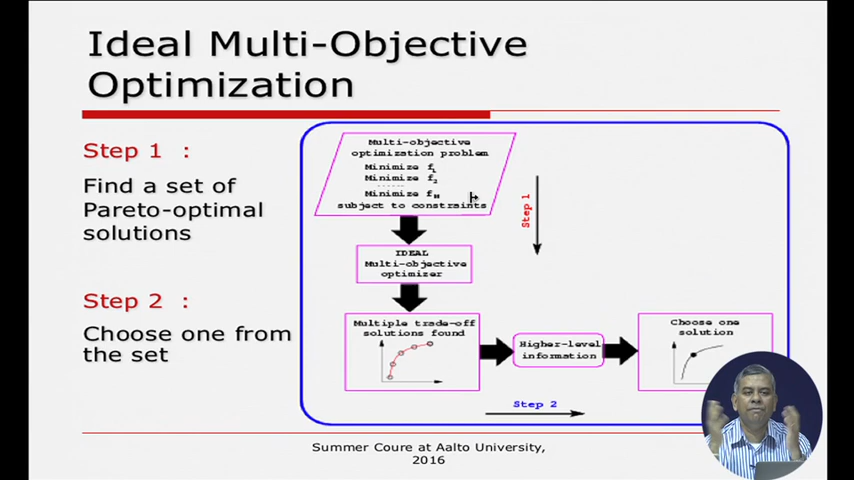 Ideal Multi-Objective
Optimization
Step 1 :
Find a set of
Pareto-optimal
solutions
Step 2 :
Choose one from
the set
Multi-objective
optimization problem
Minimize f1
Minimize f2
......
Minimize fM
subject to constraints
Step 1
IDEAL
Multi-objective
optimizer
Multiple trade-off
solutions found
Higher-level
information
Choose one
solution
Step 2
Summer Coure at Aalto University,
2016